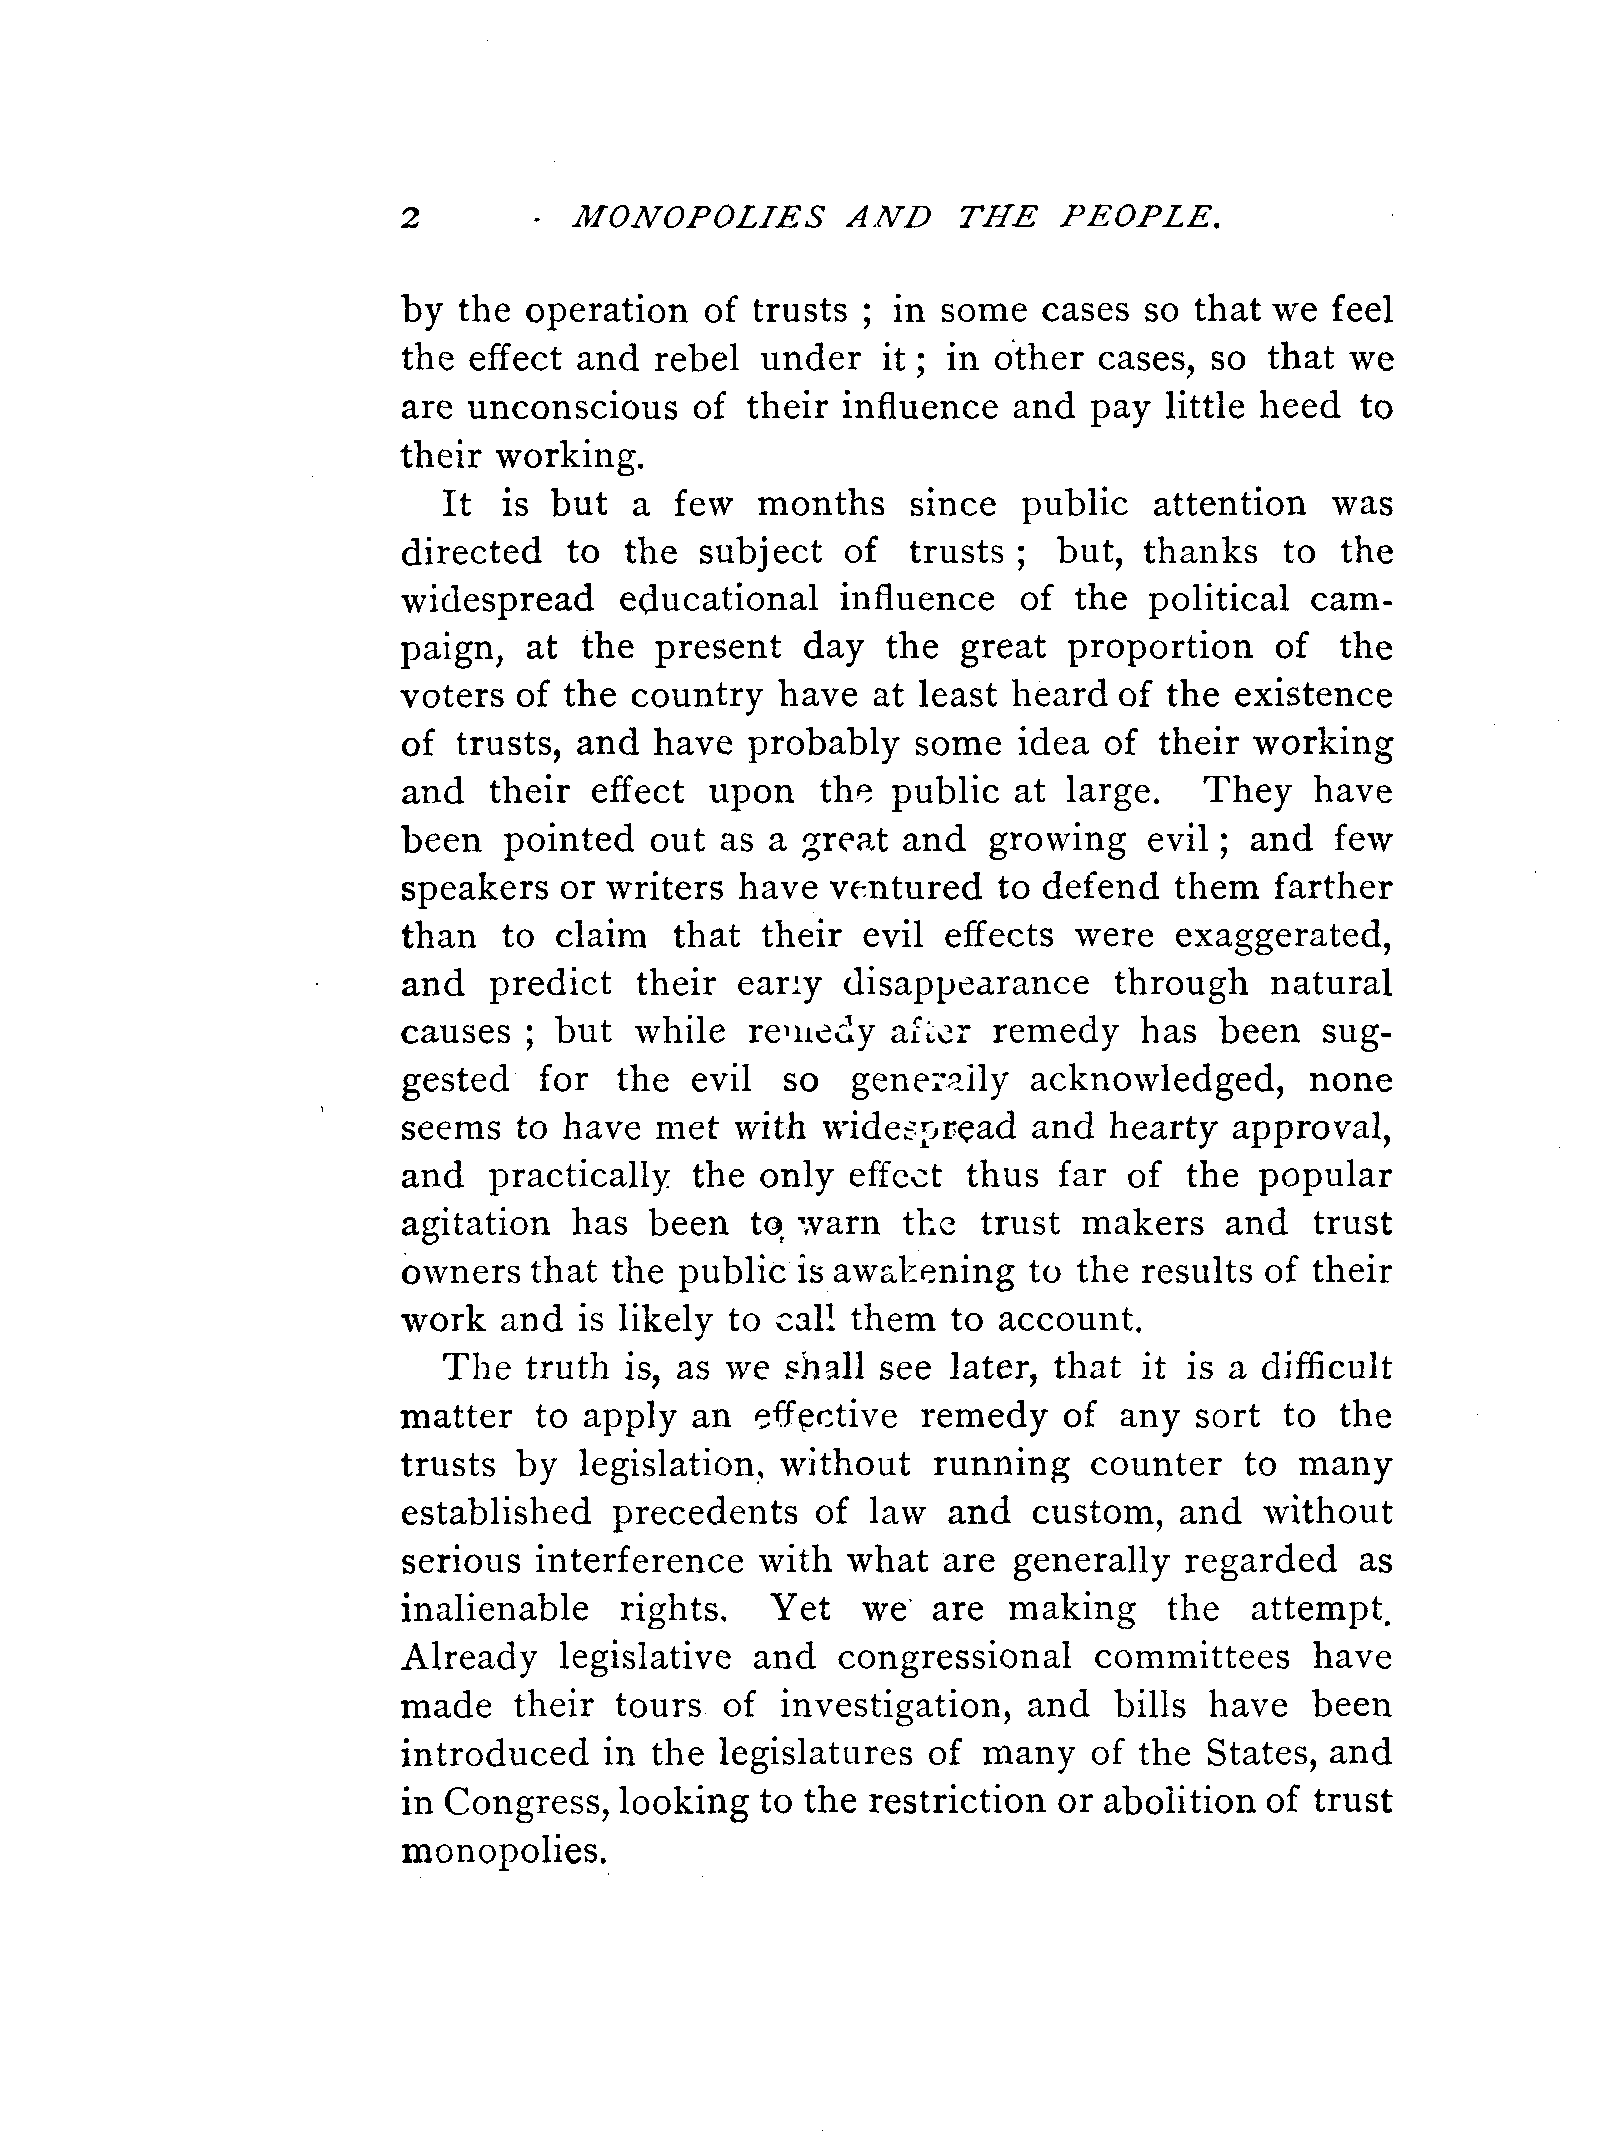 2 MONOPOLIES AND THE PEOPLE.
by the operation of trusts ; in some cases so that we feel
the effect and rebel under it ; in other cases, so that we
are unconscious of their influence and pay little heed to
their working.
It is but a few months since public attention was
directed to the subject of trusts ; but, thanks to the
widespread educational influence of the political cam-
paign, at the present day the great proportion of the
voters of the country have at least heard of the existence
of trusts, and have probably some idea of their working
and their effect upon the public at large. They have
been pointed out as a great and growing evil ; and few
speakers or writers have ventured to defend them farther
than to claim that their evil effects were exaggerated,
and predict their early disappearance through natural
causes ; but while remedy after remedy has been sug-
gested for the evil so generally acknowledged, none
seems to have met with widespread and hearty approval,
and practically the only effect thus far of the popular
agitation has been to warn the trust makers and trust
owners that the public is awakening to the results of their
work and is likely to call them to account.
The truth is, as we shall see later, that it is a difficult
matter to apply an effective remedy of any sort to the
trusts by legislation, without running counter to many
established precedents of law and custom, and without
serious interference with what are generally regarded as
inalienable rights. Yet we are making the attempt.
Already legislative and congressional committees have
made their tours of investigation, and bills have been
introduced in the legislatures of many of the States, and
in Congress, looking to the restriction or abolition of trust
monopolies.